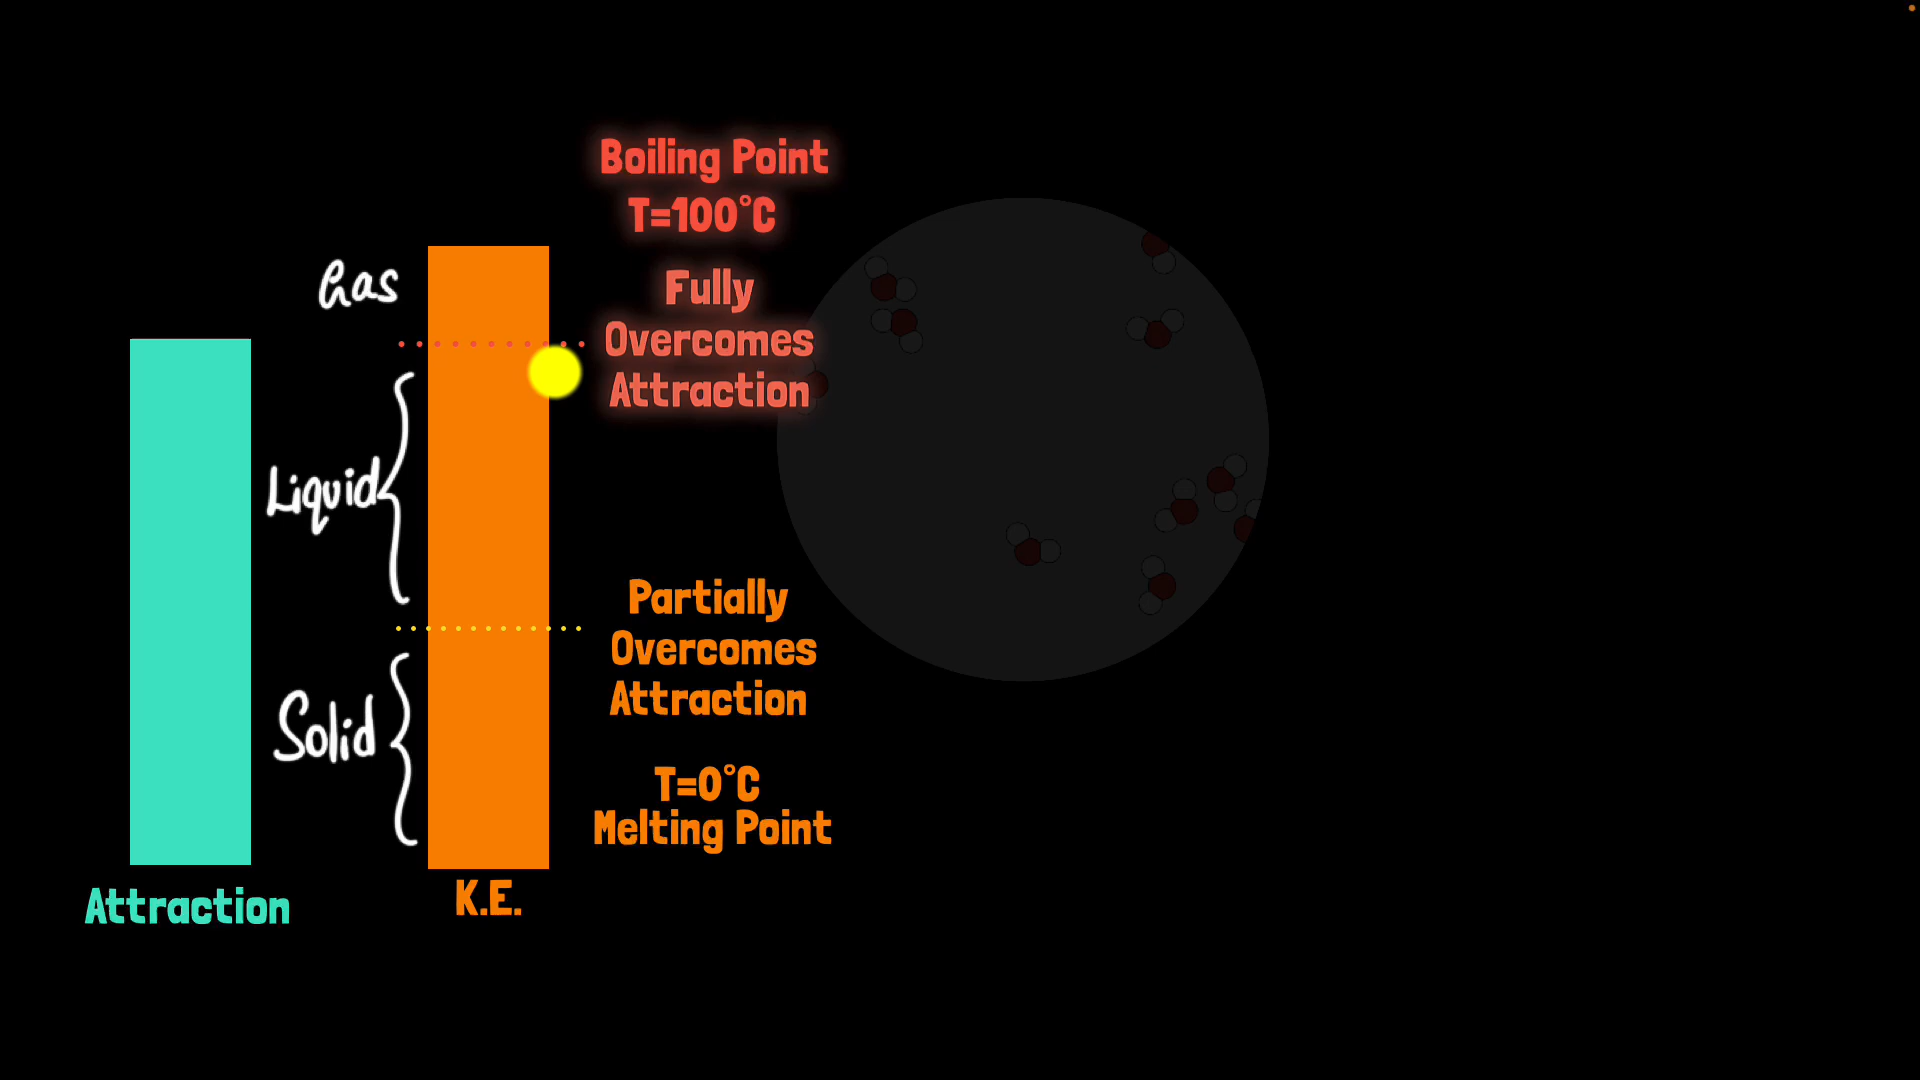 Boiling Point
T=100°C
Gas
Fully
Overcomes
Attraction
Liquid
Partially
Overcomes
Attraction
Solid
T=0°C
Melting Point
K.E.
Attraction